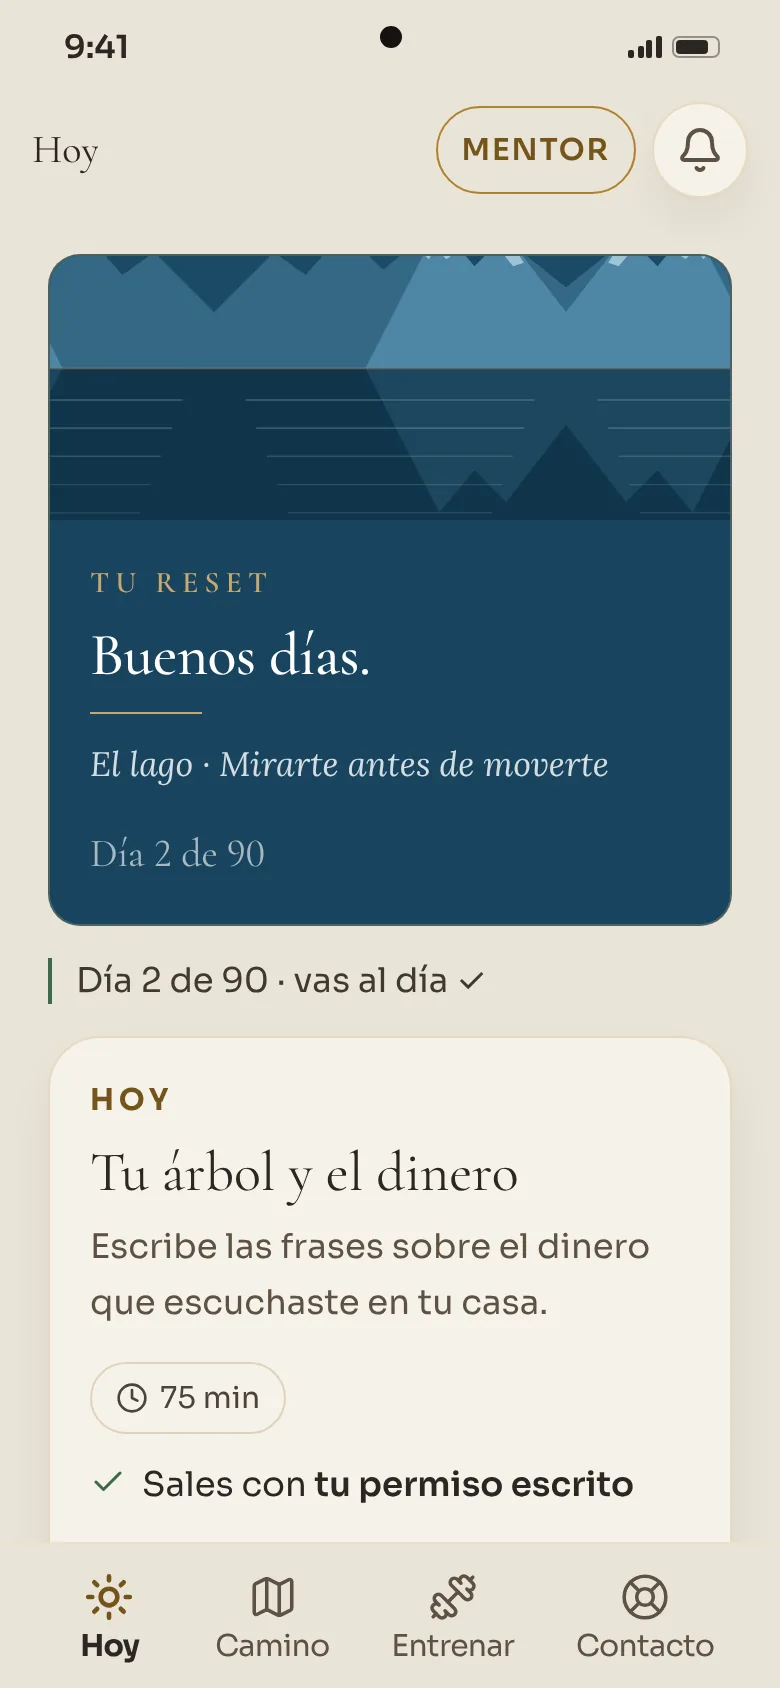 9:41
Hoy
MENTOR
TU RESET
Buenos días.
El lago · Mirarte antes de moverte
Día 2 de 90
Día 2 de 90 · vas al día ✓
HOY
Tu árbol y el dinero
Escribe las frases sobre el dinero
que escuchaste en tu casa.
75 min
✓ Sales con tu permiso escrito
Hoy
Camino
Entrenar
Contacto